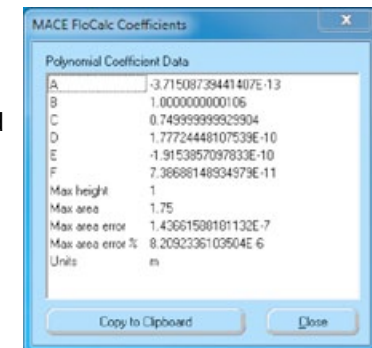 MACE FloCalc Coefficients
Polynomial Coefficient Data
A -3.71508739441407E-13
B 1.0000000000106
C 0.749999999929904
D 1.77724448107539E-10
E -1.9153857097833E-10
F 7.38688148934979E-11
Max height 1
Max area 1.75
Max area error 1.43661588181132E-7
Max area error % 8.2092336103504E-6
Units m
Copy to Clipboard Close